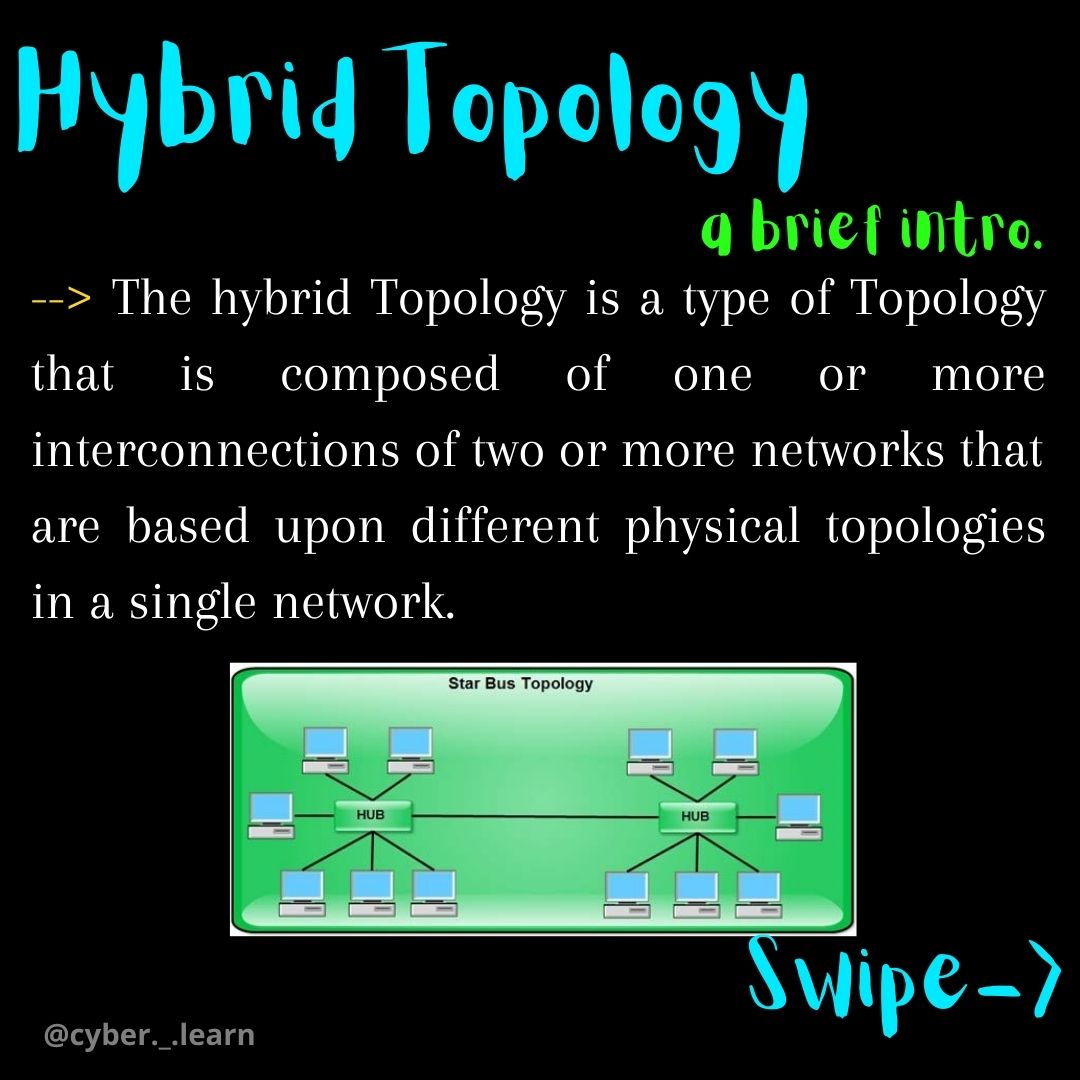 Hybrid Topology
a brief intro.
--> The hybrid Topology is a type of Topology
that is composed of one or more
interconnections of two or more networks that
are based upon different physical topologies
in a single network.
Star Bus Topology
HUB
HUB
Swipe->
@cyber._.learn